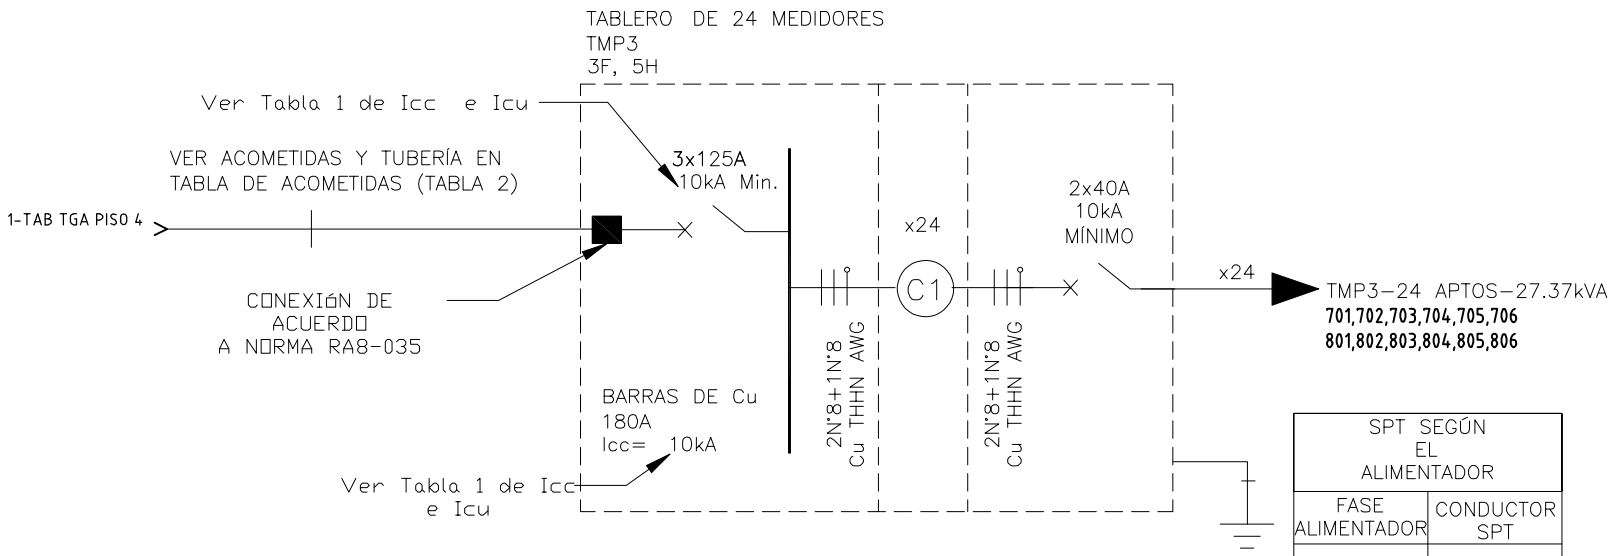 TABLERO DE 24 MEDIDORES
TMP3
3F, 5H
Ver Tabla 1 de Icc e Icu
VER ACOMETIDAS Y TUBERÍA EN
TABLA DE ACOMETIDAS (TABLA 2)
3x125A
10kA Min.
1-TAB TGA PISO 4
CONEXIóN DE
ACUERDO
A NORMA RA8-035
BARRAS DE Cu
180A
Icc= 10kA
Ver Tabla 1 de Icc
e Icu
2N°8+1N°8
Cu THHN AWG
x24
C1
2N°8+1N°8
Cu THHN AWG
2x40A
10kA
MÍNIMO
x24
TMP3-24 APTOS-27.37kVA
701,702,703,704,705,706
801,802,803,804,805,806
SPT SEGÚN
EL
ALIMENTADOR
FASE
ALIMENTADOR
CONDUCTOR
SPT